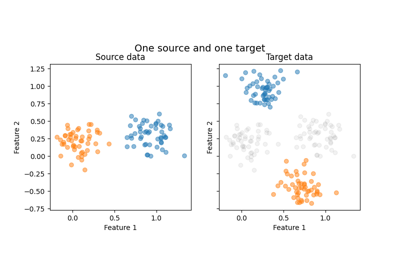 One source and one target
Source data
Target data
1.25
1.00
0.75
0.50
0.25
0.00
−0.25
−0.50
−0.75
Feature 2
Feature 2
0.0
0.5
1.0
0.0
0.5
1.0
Feature 1
Feature 1